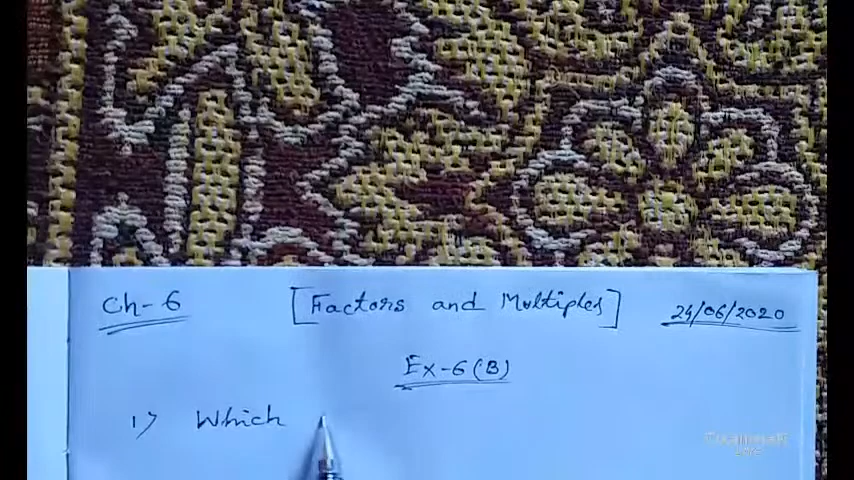 Ch-6 [Factors and Multiples] 24/06/2020
Ex-6(B)
1) Which